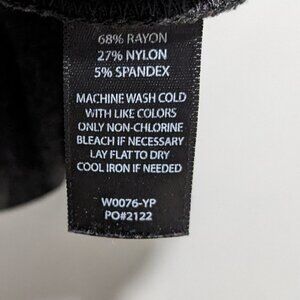 68% RAYON
27% NYLON
5% SPANDEX
MACHINE WASH COLD
WITH LIKE COLORS
ONLY NON-CHLORINE
BLEACH IF NECESSARY
LAY FLAT TO DRY
COOL IRON IF NEEDED
W0076-YP
PO#2122